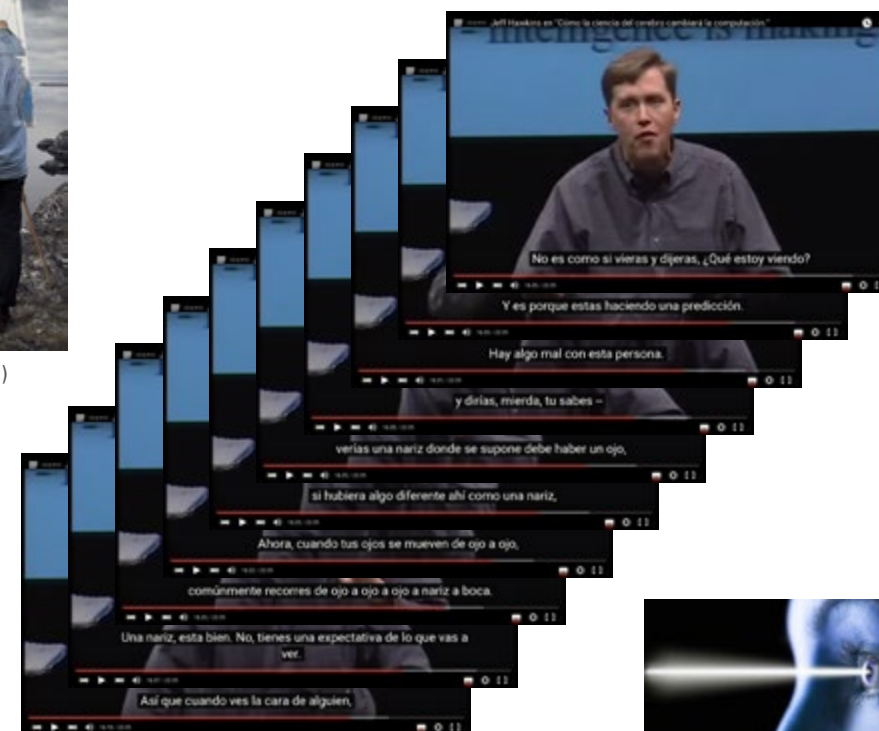 Jeff Hawkins en "Cómo la ciencia del cerebro cambiará la computación."
intelligence is making
No es como si vieras y dijeras, ¿Qué estoy viendo?
Y es porque estas haciendo una predicción.
Hay algo mal con esta persona.
y dirías, mierda, tu sabes –
verías una nariz donde se supone debe haber un ojo,
si hubiera algo diferente ahí como una nariz,
Ahora, cuando tus ojos se mueven de ojo a ojo,
comúnmente recorres de ojo a ojo a ojo a nariz a boca.
Una nariz, esta bien. No, tienes una expectativa de lo que vas a
ver.
Así que cuando ves la cara de alguien,
)